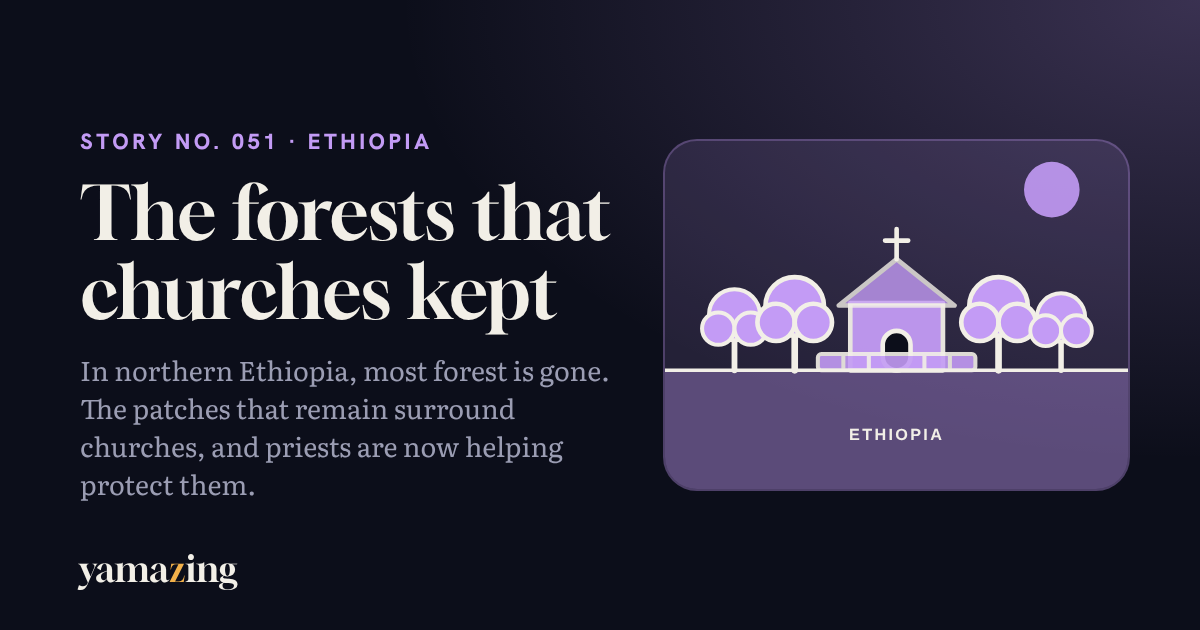 STORY NO. 051 · ETHIOPIA
The forests that
churches kept
In northern Ethiopia, most forest is gone.
The patches that remain surround
churches, and priests are now helping
protect them.
ETHIOPIA
yamazing